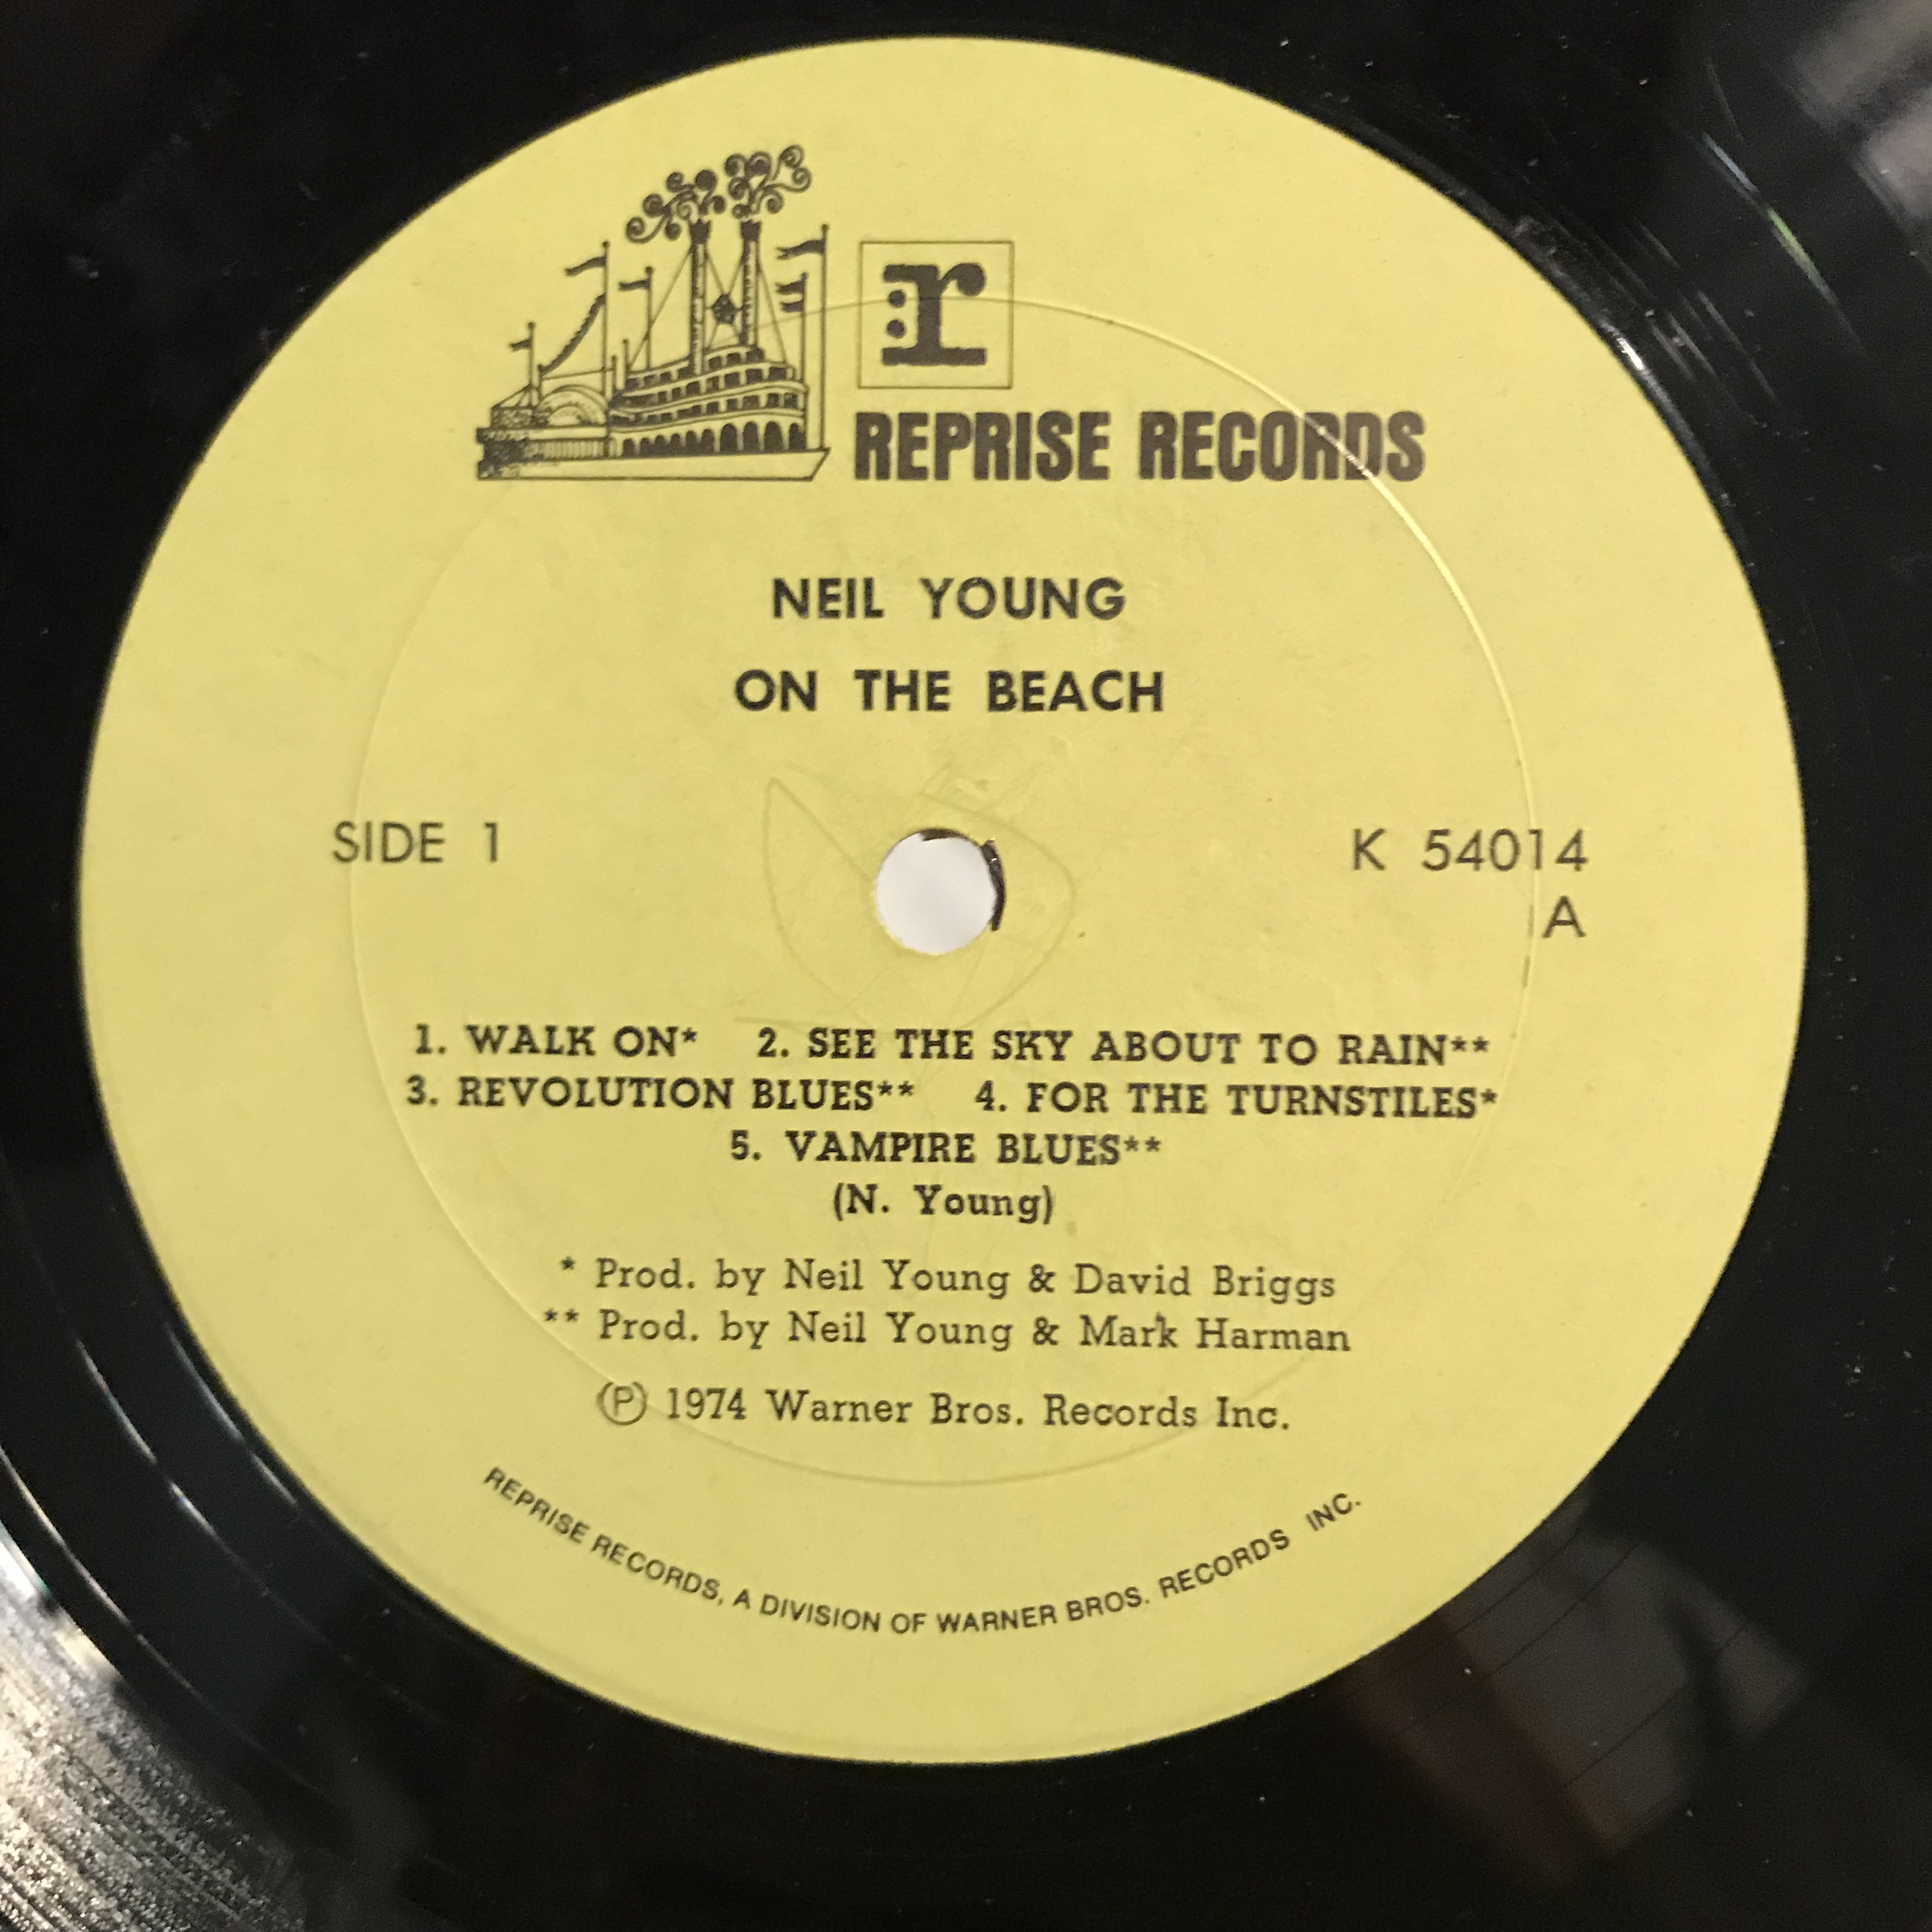 r
REPRISE RECORDS
NEIL YOUNG
ON THE BEACH
SIDE 1
K 54014
A
1. WALK ON* 2. SEE THE SKY ABOUT TO RAIN**
3. REVOLUTION BLUES** 4. FOR THE TURNSTILES*
5. VAMPIRE BLUES**
(N. Young)
* Prod. by Neil Young & David Briggs
** Prod. by Neil Young & Mark Harman
℗ 1974 Warner Bros. Records Inc.
REPRISE RECORDS, A DIVISION OF WARNER BROS. RECORDS INC.